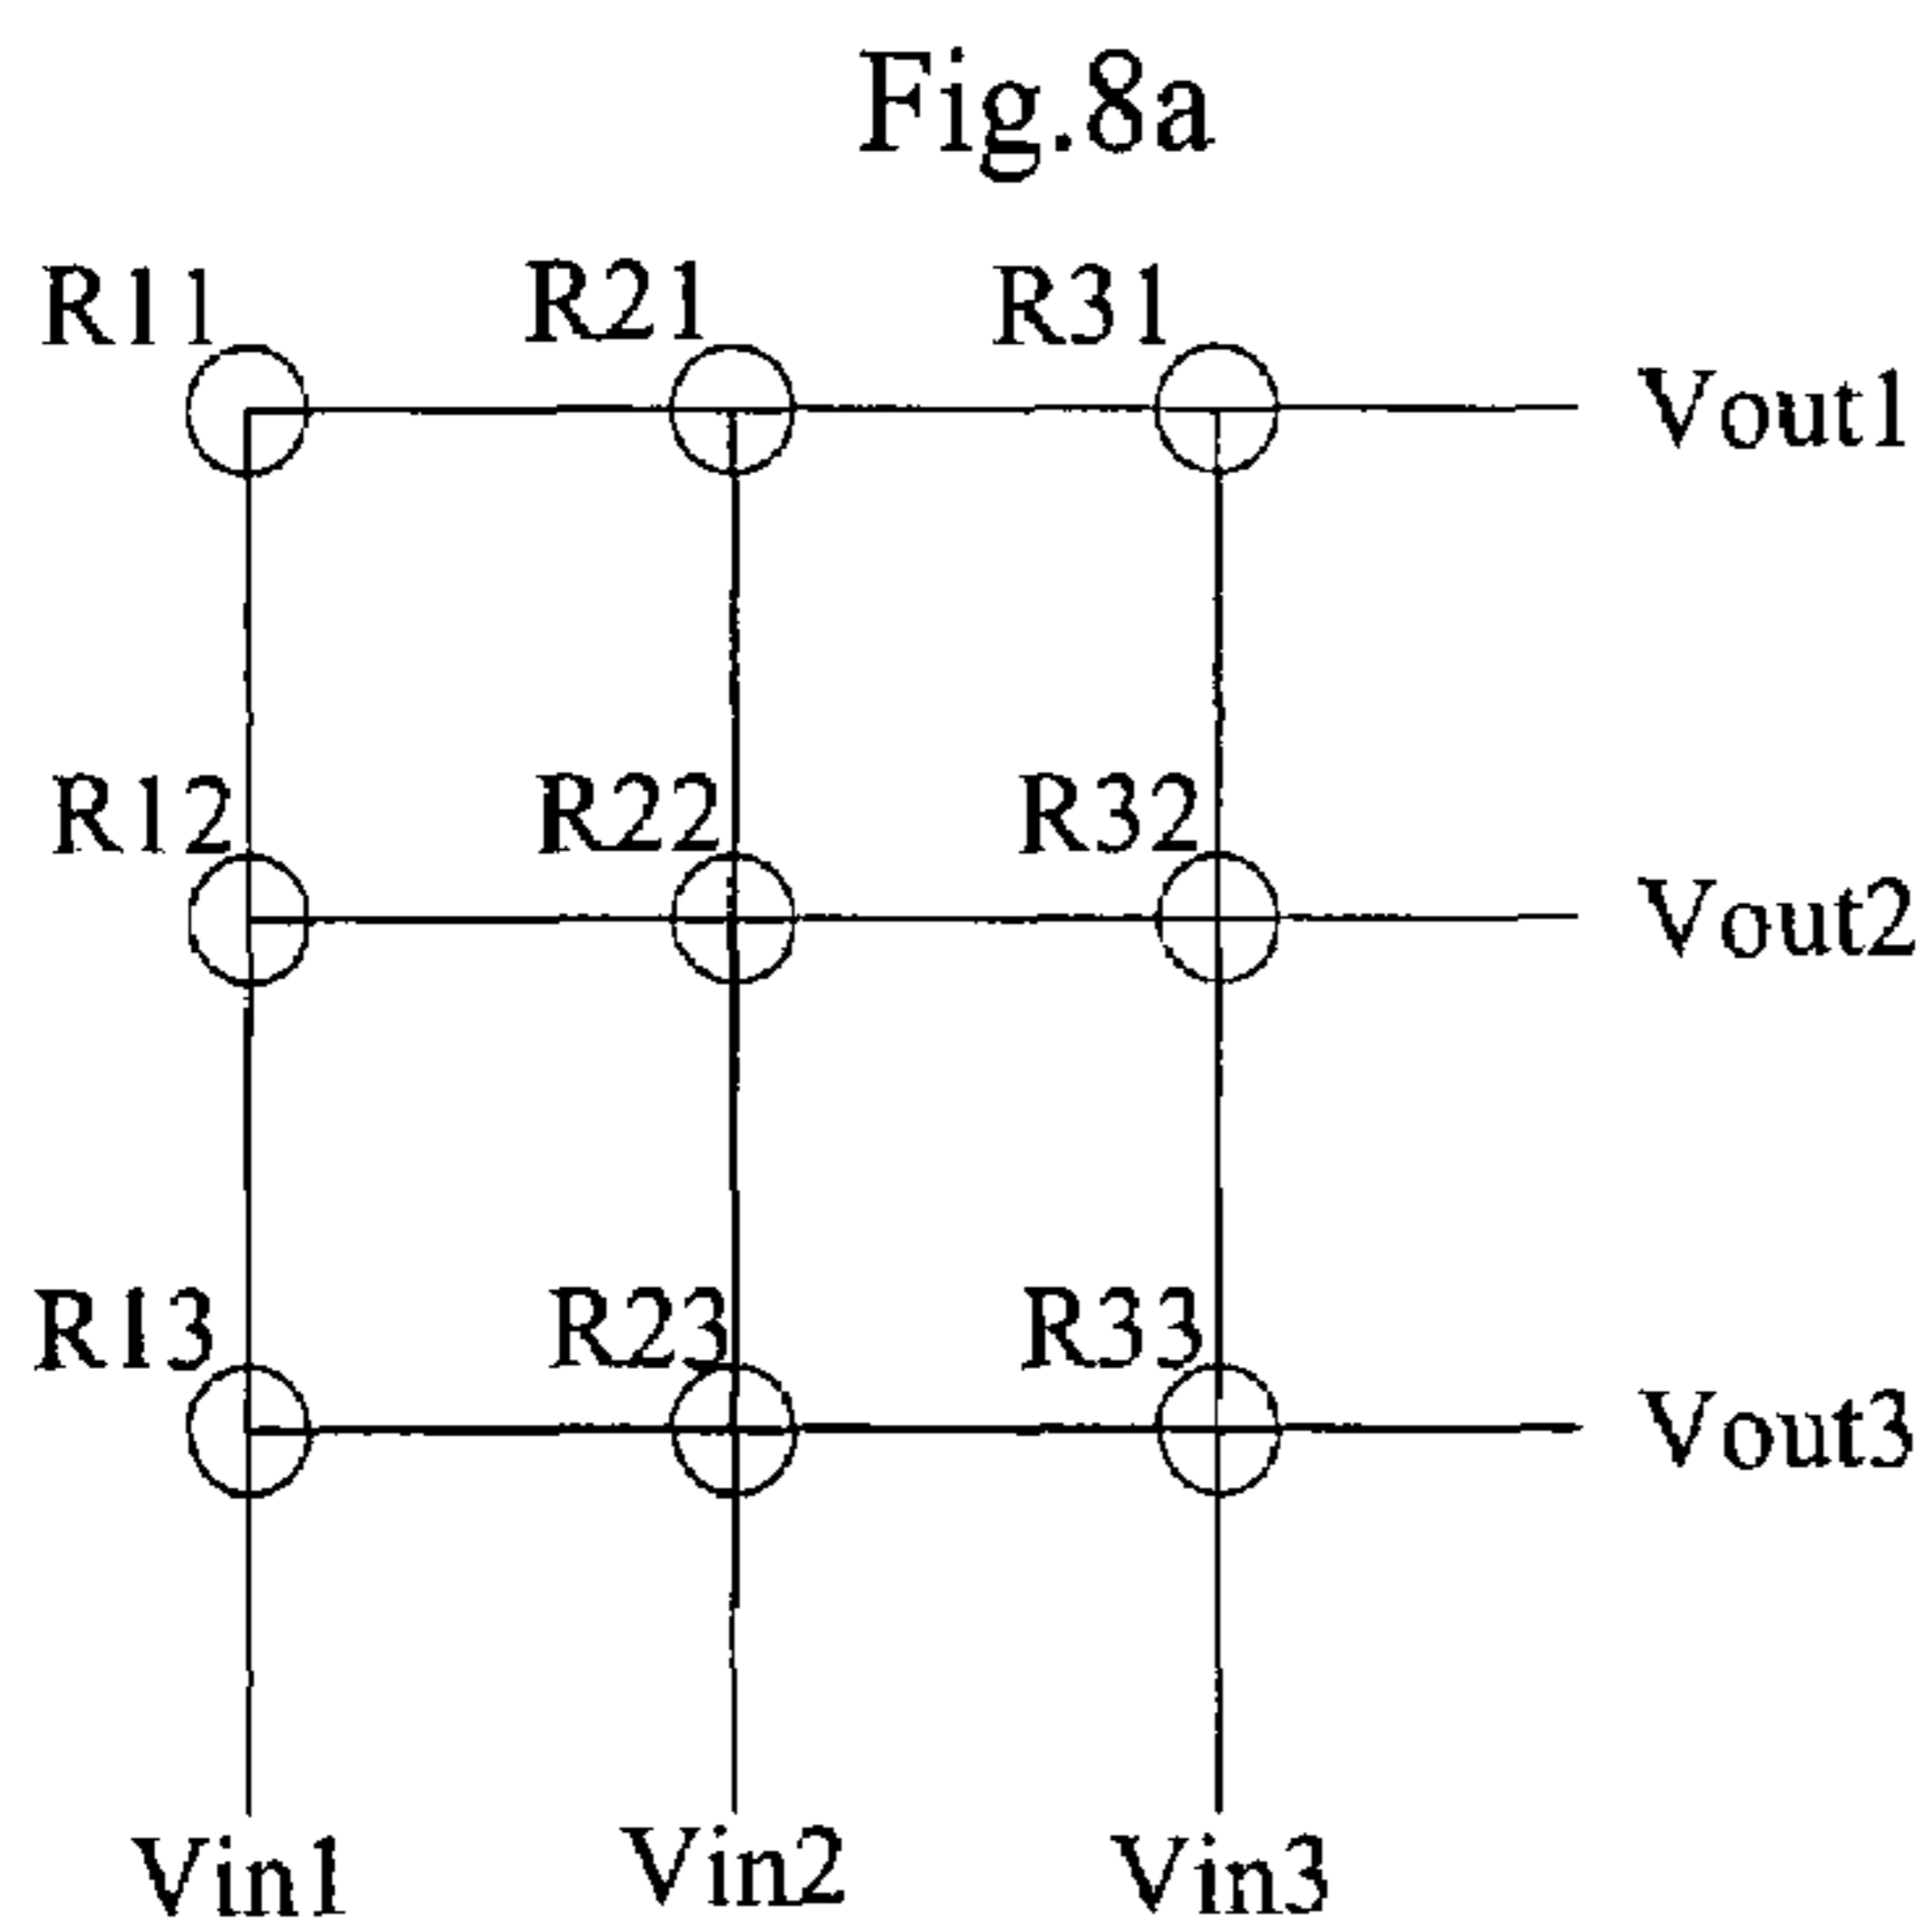 Fig.8a
R11 R21 R31
Vout1
R12 R22 R32
Vout2
R13 R23 R33
Vout3
Vin1 Vin2 Vin3